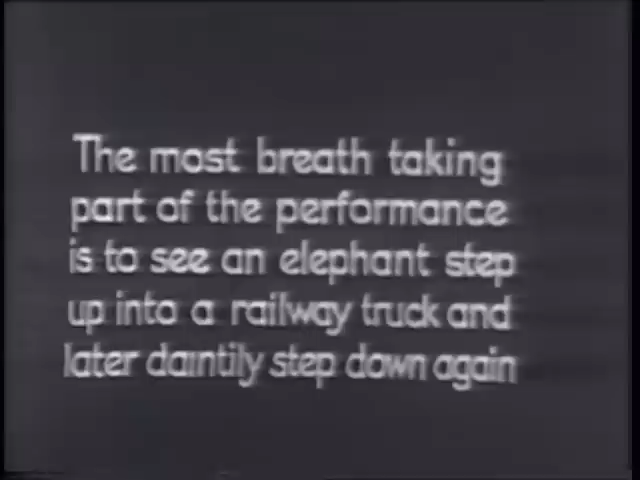 The most breath taking
part of the performance
is to see an elephant step
up into a railway truck and
later daintily step down again